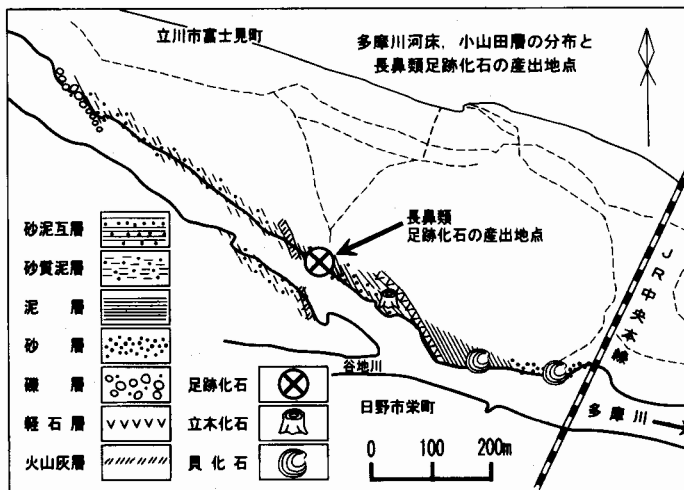 立川市富士見町
多摩川河床，小山田層の分布と
長鼻類足跡化石の産出地点
長鼻類
足跡化石の産出地点
JR中央本線
砂泥互層
砂質泥層
泥層
砂層
礫層
軽石層
火山灰層
足跡化石
立木化石
貝化石
谷地川
日野市栄町
多摩川
0 100 200m